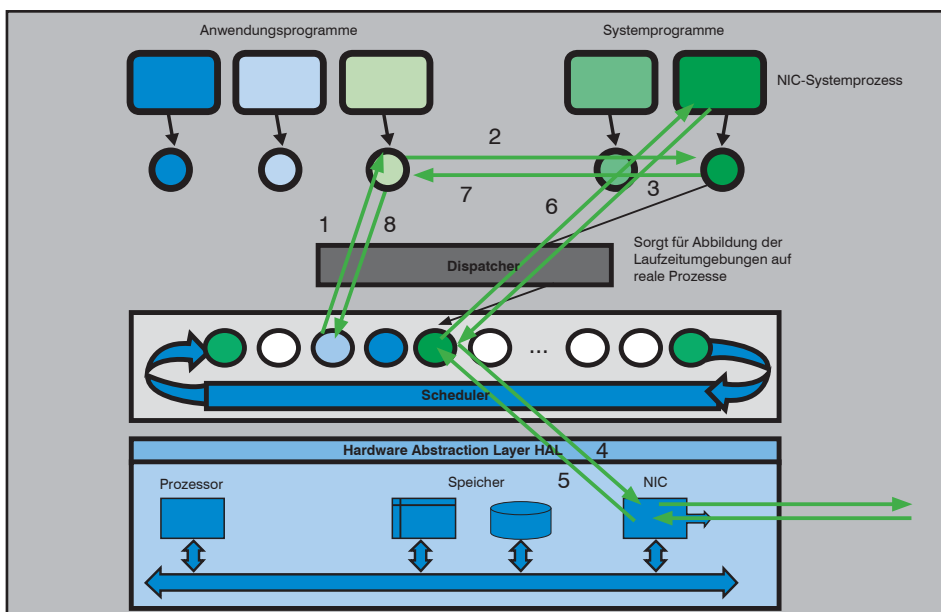 Anwendungsprogramme
Systemprogramme
NIC-Systemprozess
2
7
6
3
1
8
Sorgt für Abbildung der
Laufzeitumgebungen auf
reale Prozesse
Dispatcher
...
Scheduler
Hardware Abstraction Layer HAL
4
5
Prozessor
Speicher
NIC